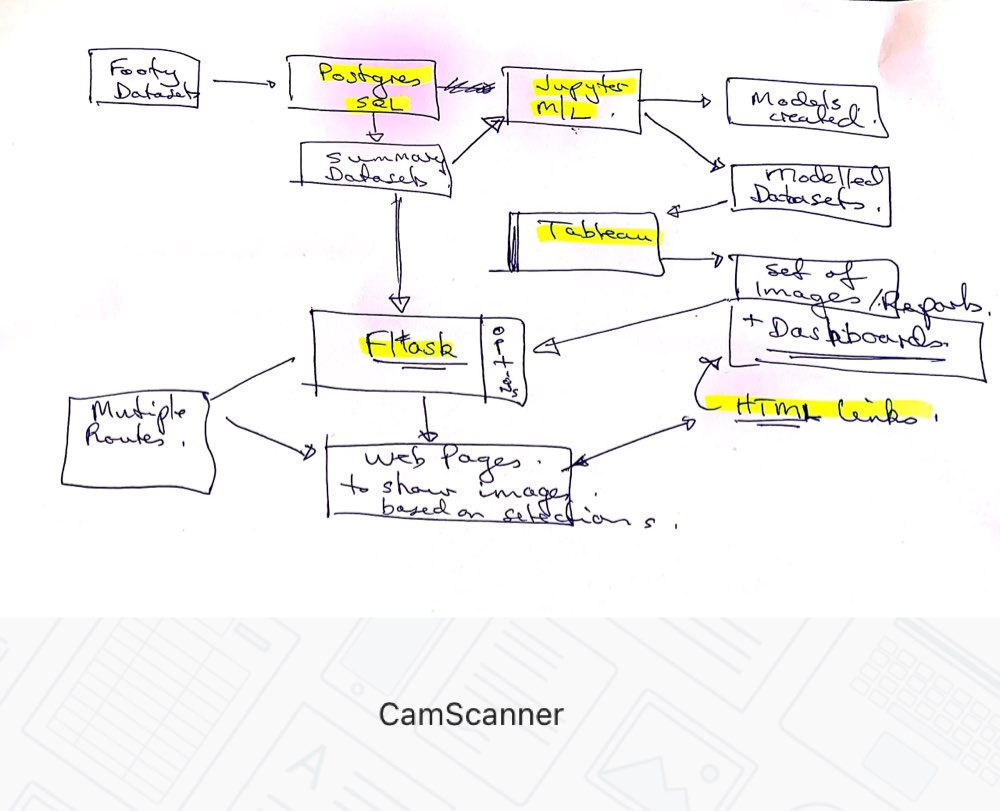 Footy
Datasets
Postgres
SQL
Jupyter
M/L.
Models
created.
Summary
Datasets
Modelled
Datasets.
Tableau
Set of
Images/Reports.
+ Dashboards.
Flask
options
HTML links.
Multiple
Routes.
Web Pages.
to show images.
based on selections.
CamScanner